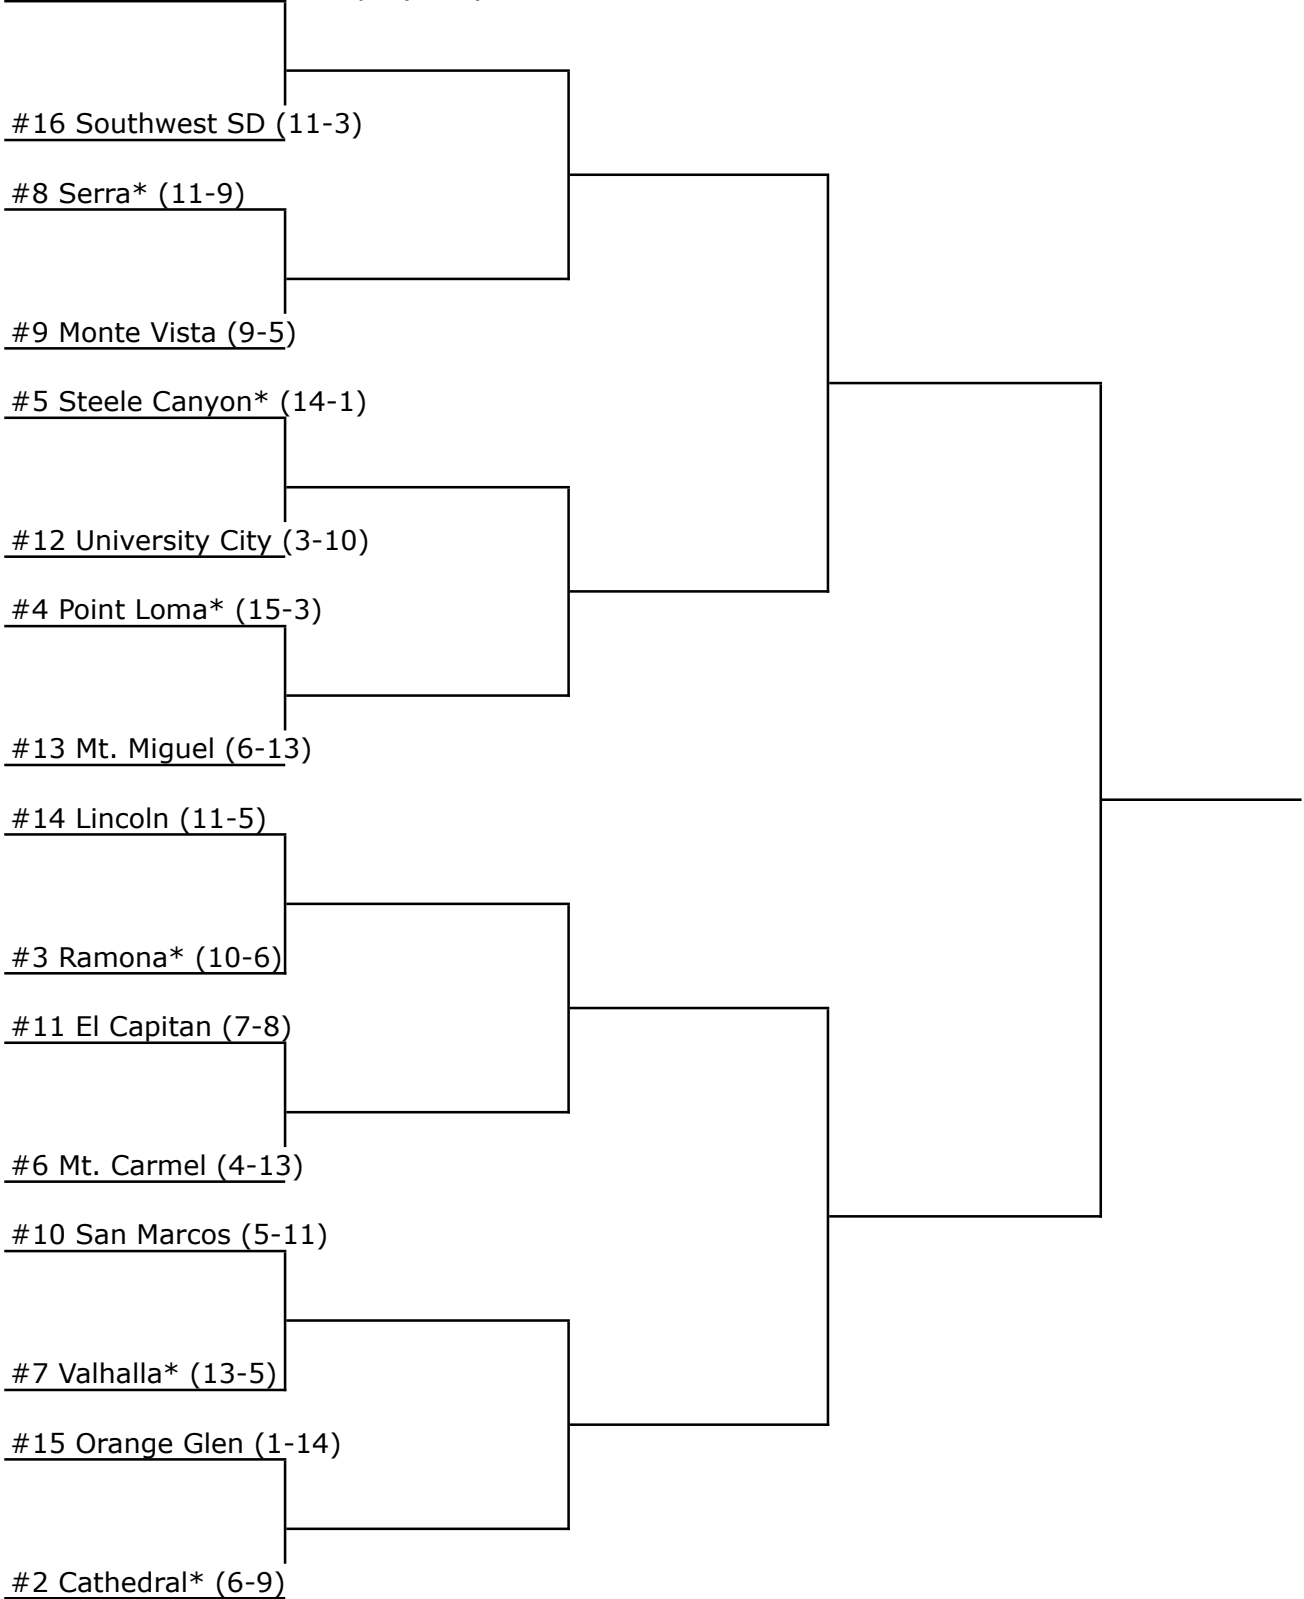 #16 Southwest SD (11-3)
#8 Serra* (11-9)
#9 Monte Vista (9-5)
#5 Steele Canyon* (14-1)
#12 University City (3-10)
#4 Point Loma* (15-3)
#13 Mt. Miguel (6-13)
#14 Lincoln (11-5)
#3 Ramona* (10-6)
#11 El Capitan (7-8)
#6 Mt. Carmel (4-13)
#10 San Marcos (5-11)
#7 Valhalla* (13-5)
#15 Orange Glen (1-14)
#2 Cathedral* (6-9)